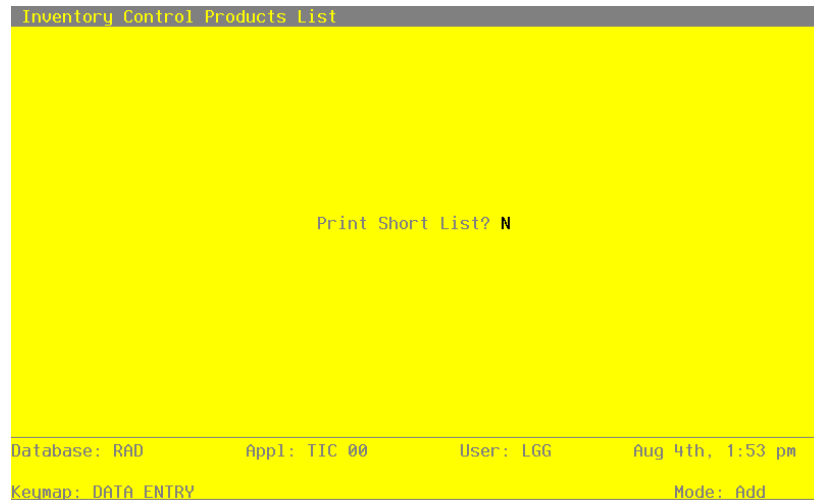 Inventory Control Products List
Print Short List? N
Database: RAD Appl: TIC 00 User: LGG Aug 4th, 1:53 pm
Keymap: DATA ENTRY Mode: Add